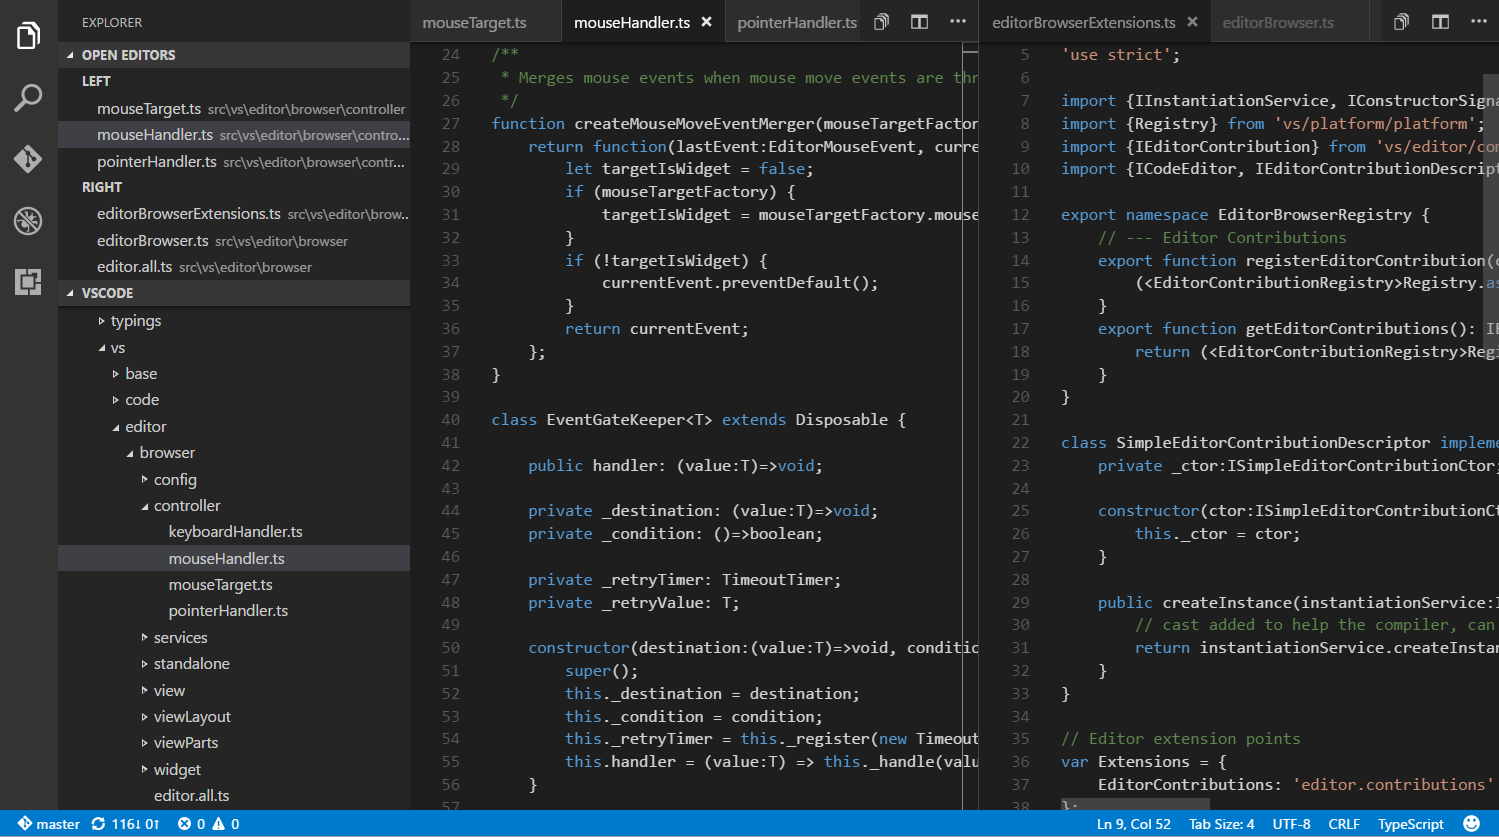 EXPLORER
OPEN EDITORS
LEFT
mouseTarget.ts src\vs\editor\browser\controller
mouseHandler.ts src\vs\editor\browser\contro...
pointerHandler.ts src\vs\editor\browser\contr...
RIGHT
editorBrowserExtensions.ts src\vs\editor\brow...
editorBrowser.ts src\vs\editor\browser
editor.all.ts src\vs\editor\browser
VSCODE
typings
vs
base
code
editor
browser
config
controller
keyboardHandler.ts
mouseHandler.ts
mouseTarget.ts
pointerHandler.ts
services
standalone
view
viewLayout
viewParts
widget
editor.all.ts
mouseTarget.ts mouseHandler.ts × pointerHandler.ts
24 /**
25  * Merges mouse events when mouse move events are thr
26  */
27 function createMouseMoveEventMerger(mouseTargetFactor
28     return function(lastEvent:EditorMouseEvent, curre
29         let targetIsWidget = false;
30         if (mouseTargetFactory) {
31             targetIsWidget = mouseTargetFactory.mouse
32         }
33         if (!targetIsWidget) {
34             currentEvent.preventDefault();
35         }
36         return currentEvent;
37     };
38 }
39
40 class EventGateKeeper<T> extends Disposable {
41
42     public handler: (value:T)=>void;
43
44     private _destination: (value:T)=>void;
45     private _condition: ()=>boolean;
46
47     private _retryTimer: TimeoutTimer;
48     private _retryValue: T;
49
50     constructor(destination:(value:T)=>void, conditio
51         super();
52         this._destination = destination;
53         this._condition = condition;
54         this._retryTimer = this._register(new Timeout
55         this.handler = (value:T) => this._handle(valu
56     }
57
editorBrowserExtensions.ts × editorBrowser.ts
5 'use strict';
6
7 import {IInstantiationService, IConstructorSigna
8 import {Registry} from 'vs/platform/platform';
9 import {IEditorContribution} from 'vs/editor/com
10 import {ICodeEditor, IEditorContributionDescript
11
12 export namespace EditorBrowserRegistry {
13     // --- Editor Contributions
14     export function registerEditorContribution(c
15         (<EditorContributionRegistry>Registry.as
16     }
17     export function getEditorContributions(): IE
18         return (<EditorContributionRegistry>Regi
19     }
20 }
21
22 class SimpleEditorContributionDescriptor impleme
23     private _ctor:ISimpleEditorContributionCtor;
24
25     constructor(ctor:ISimpleEditorContributionCt
26         this._ctor = ctor;
27     }
28
29     public createInstance(instantiationService:I
30         // cast added to help the compiler, can
31         return instantiationService.createInstan
32     }
33 }
34
35 // Editor extension points
36 var Extensions = {
37     EditorContributions: 'editor.contributions'
38 };
master 116↓ 0↑ 0 0 Ln 9, Col 52 Tab Size: 4 UTF-8 CRLF TypeScript